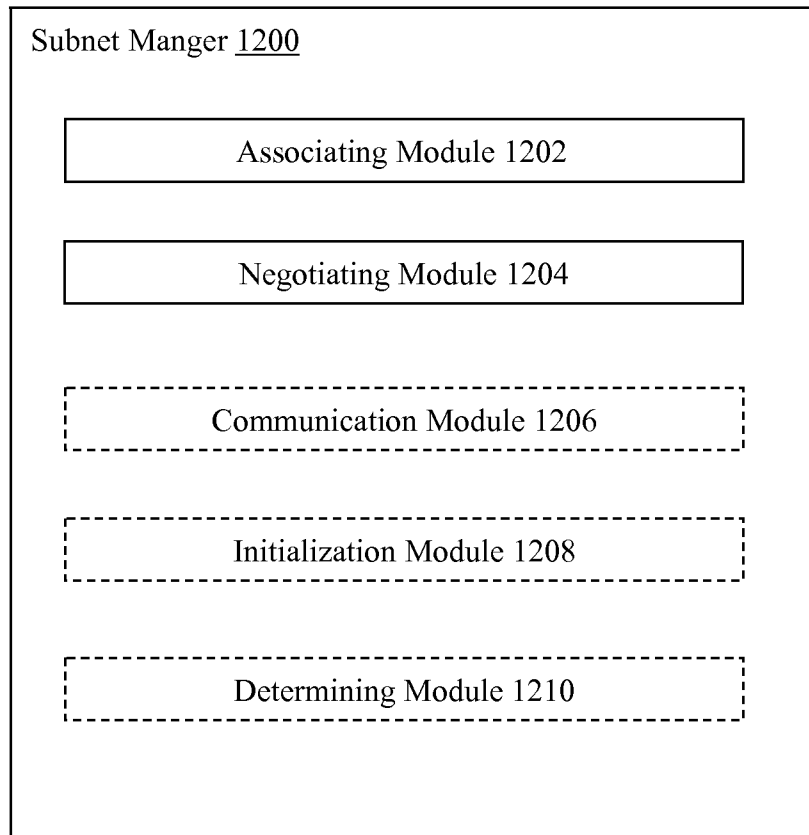 Subnet Manger 1200
Associating Module 1202
Negotiating Module 1204
Communication Module 1206
Initialization Module 1208
Determining Module 1210